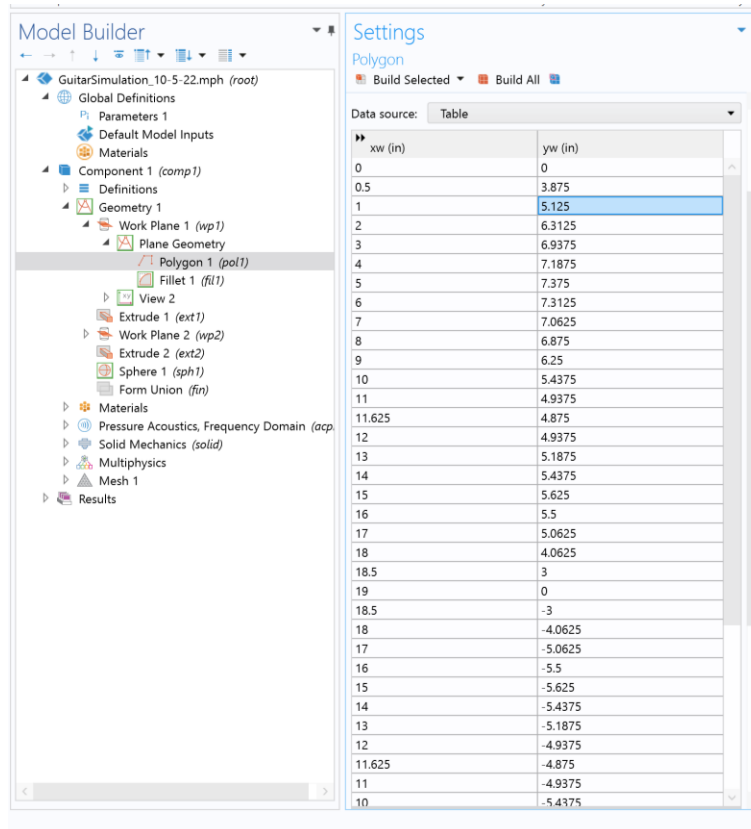 Model Builder
GuitarSimulation_10-5-22.mph (root)
Global Definitions
Pi Parameters 1
Default Model Inputs
Materials
Component 1 (comp1)
Definitions
Geometry 1
Work Plane 1 (wp1)
Plane Geometry
Polygon 1 (pol1)
Fillet 1 (fil1)
View 2
Extrude 1 (ext1)
Work Plane 2 (wp2)
Extrude 2 (ext2)
Sphere 1 (sph1)
Form Union (fin)
Materials
Pressure Acoustics, Frequency Domain (acp
Solid Mechanics (solid)
Multiphysics
Mesh 1
Results
Settings
Polygon
Build Selected Build All
Data source: Table
xw (in) yw (in)
0 0
0.5 3.875
1 5.125
2 6.3125
3 6.9375
4 7.1875
5 7.375
6 7.3125
7 7.0625
8 6.875
9 6.25
10 5.4375
11 4.9375
11.625 4.875
12 4.9375
13 5.1875
14 5.4375
15 5.625
16 5.5
17 5.0625
18 4.0625
18.5 3
19 0
18.5 -3
18 -4.0625
17 -5.0625
16 -5.5
15 -5.625
14 -5.4375
13 -5.1875
12 -4.9375
11.625 -4.875
11 -4.9375
10 -5.4375